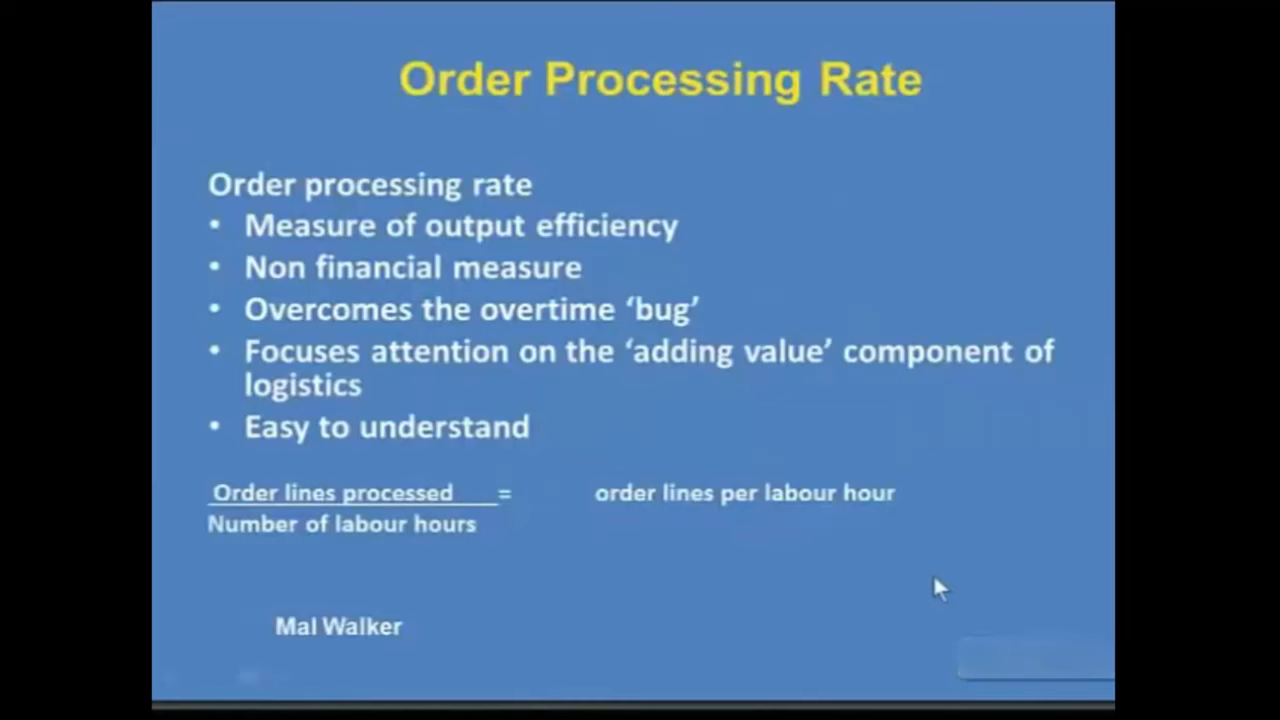 Order Processing Rate
Order processing rate
• Measure of output efficiency
• Non financial measure
• Overcomes the overtime ‘bug’
• Focuses attention on the ‘adding value’ component of
logistics
• Easy to understand
Order lines processed = order lines per labour hour
Number of labour hours
Mal Walker